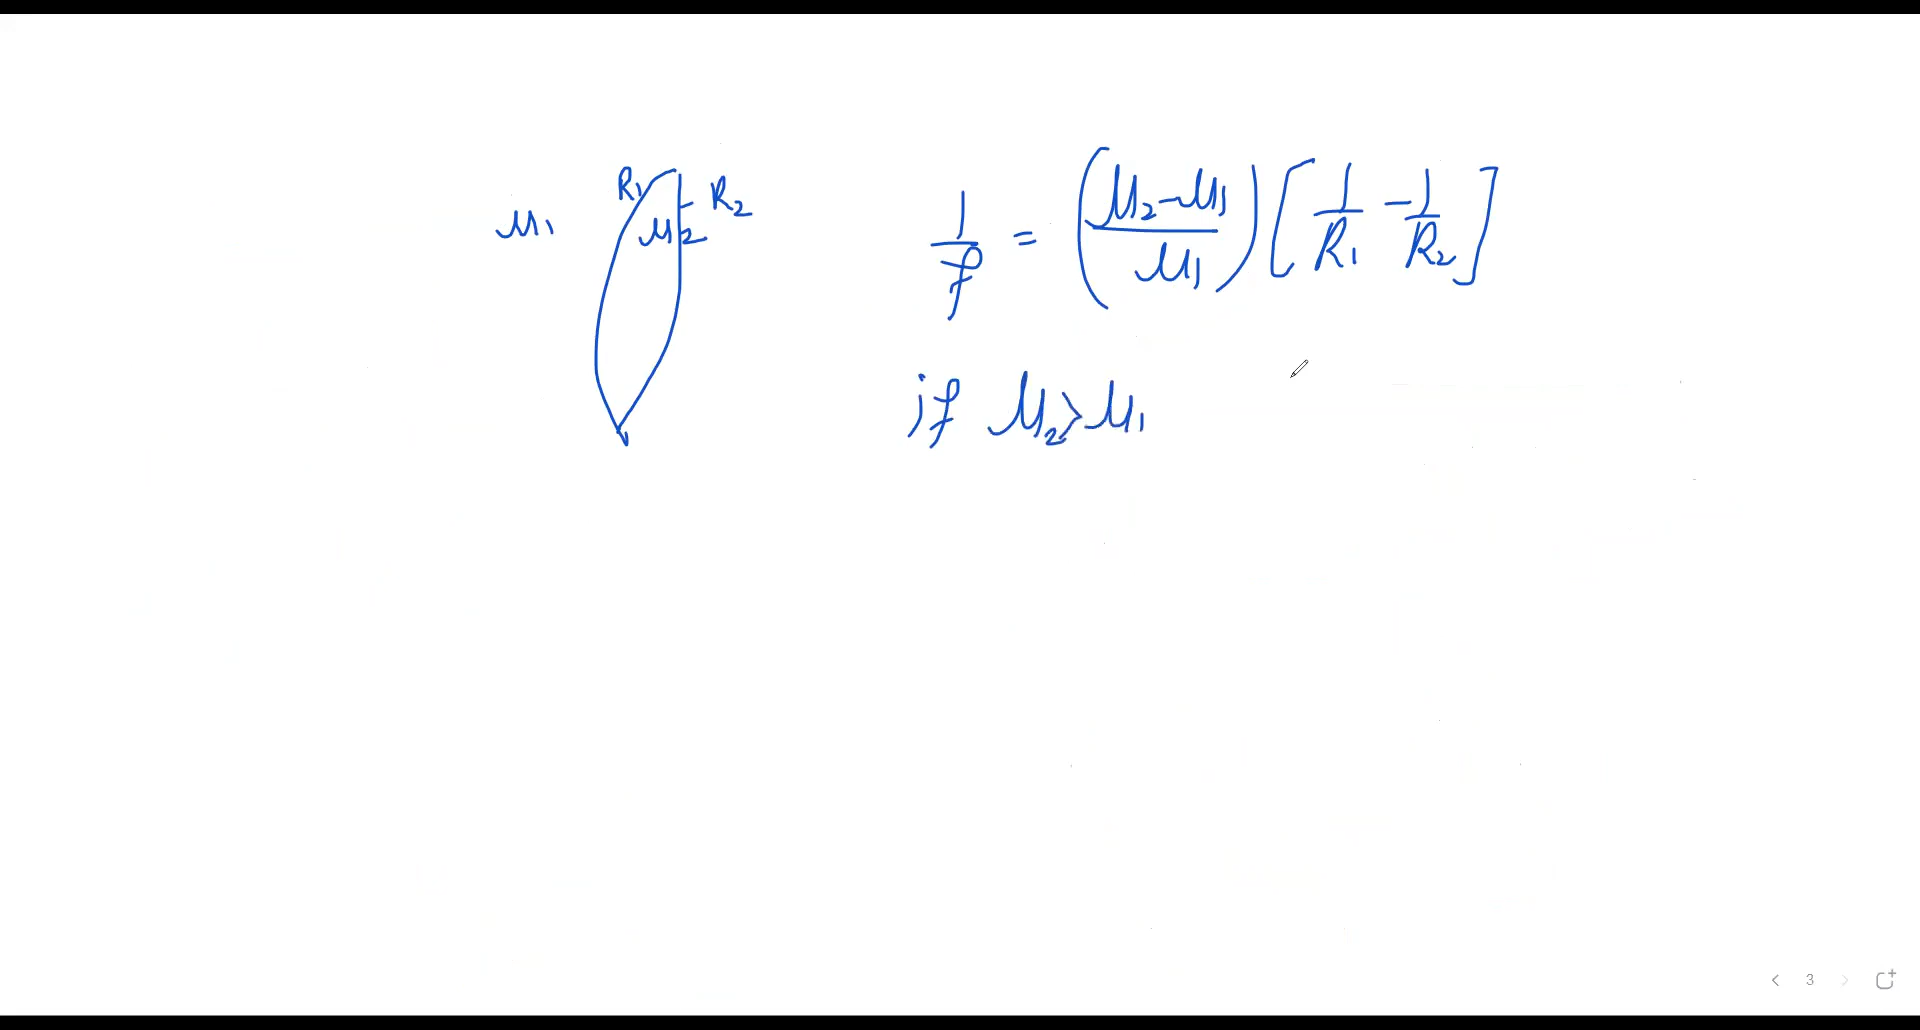 R₁
μ₁ μ₂ - R₂
1/f = ((μ₂-μ₁)/μ₁) [1/R₁ - 1/R₂]
if μ₂>μ₁
3